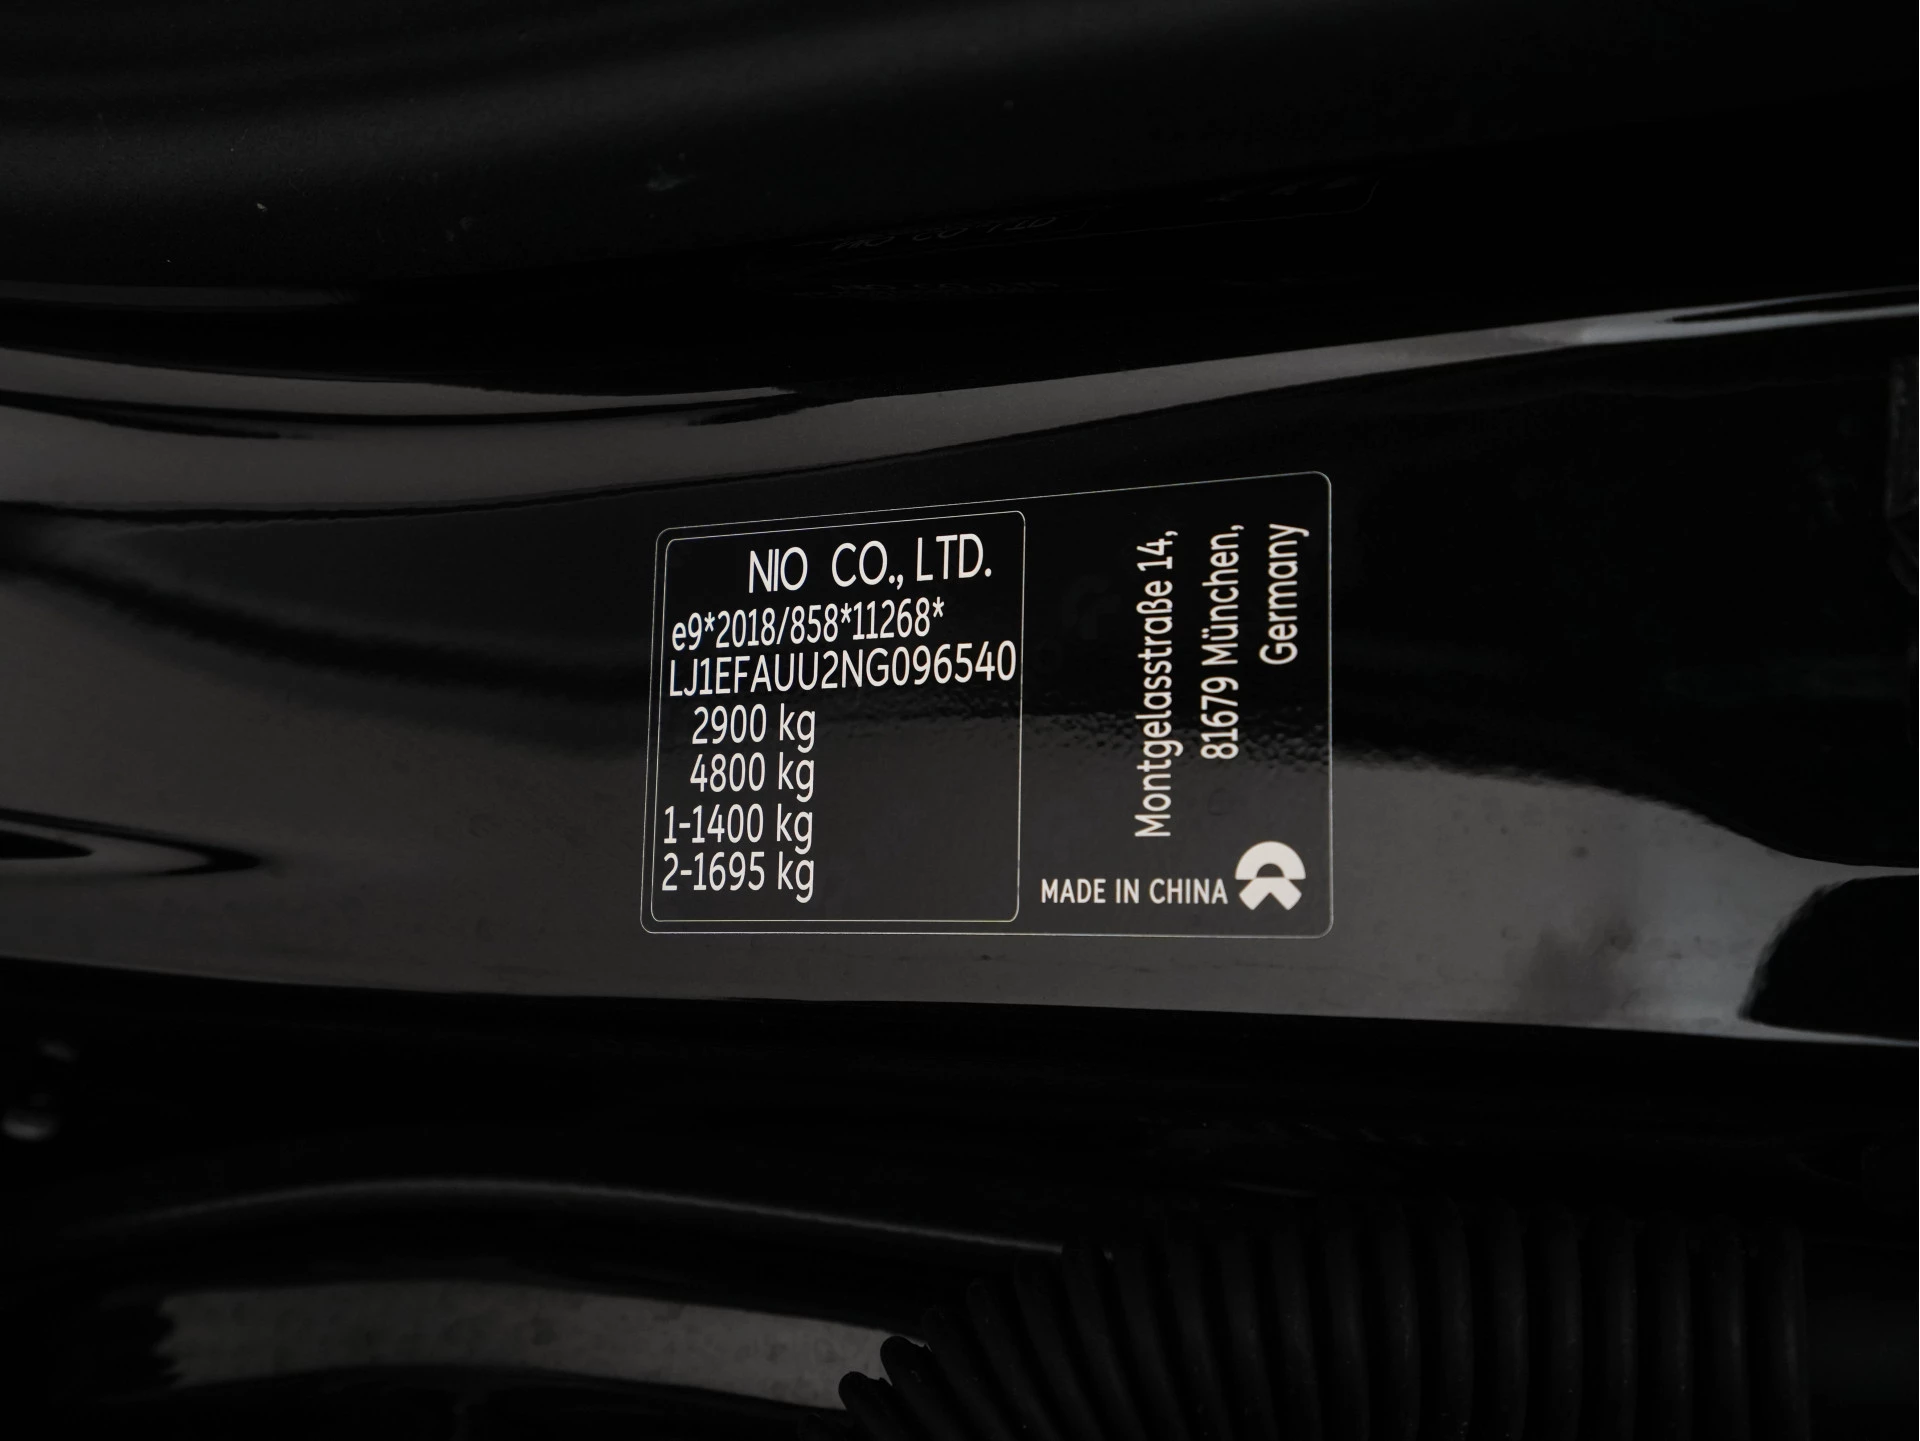 NIO CO., LTD.
e9*2018/858*11268*
LJ1EFAUU2NG096540
2900 kg
4800 kg
1-1400 kg
2-1695 kg
Montgelasstraße 14,
81679 München,
Germany
MADE IN CHINA